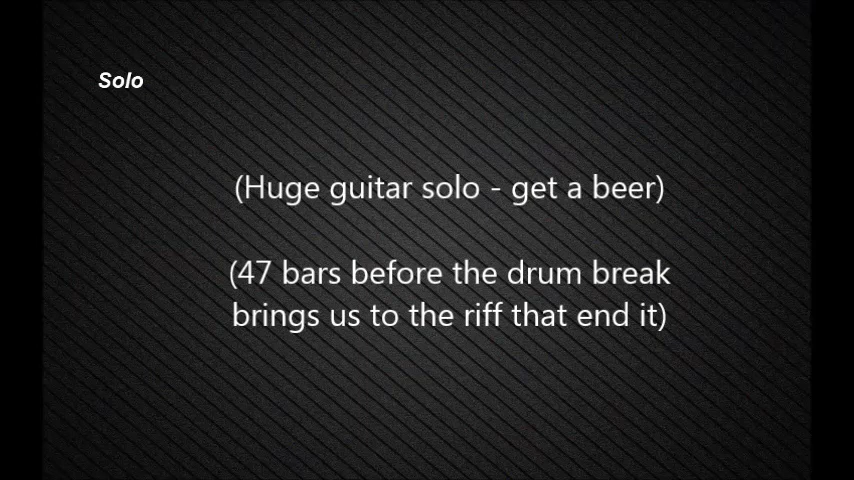 Solo
(Huge guitar solo - get a beer)
(47 bars before the drum break
brings us to the riff that end it)